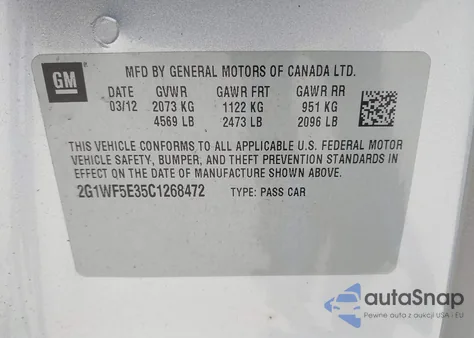 GM
MFD BY GENERAL MOTORS OF CANADA LTD.
DATE GVWR GAWR FRT GAWR RR
03/12 2073 KG 1122 KG 951 KG
4569 LB 2473 LB 2096 LB
THIS VEHICLE CONFORMS TO ALL APPLICABLE U.S. FEDERAL MOTOR
VEHICLE SAFETY, BUMPER, AND THEFT PREVENTION STANDARDS IN
EFFECT ON THE DATE OF MANUFACTURE SHOWN ABOVE.
2G1WF5E35C1268472 TYPE: PASS CAR
autoSnap
Pewne auta z aukcji USA i EU